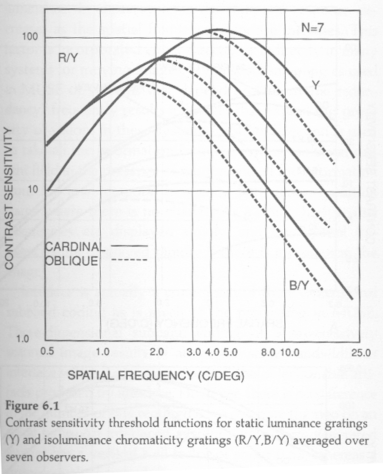 N=7
100
R/Y
Y
CONTRAST SENSITIVITY
10
CARDINAL
OBLIQUE
B/Y
1.0
0.5 1.0 2.0 3.0 4.0 5.0 8.0 10.0 25.0
SPATIAL FREQUENCY (C/DEG)
Figure 6.1
Contrast sensitivity threshold functions for static luminance gratings
(Y) and isoluminance chromaticity gratings (R/Y,B/Y) averaged over
seven observers.